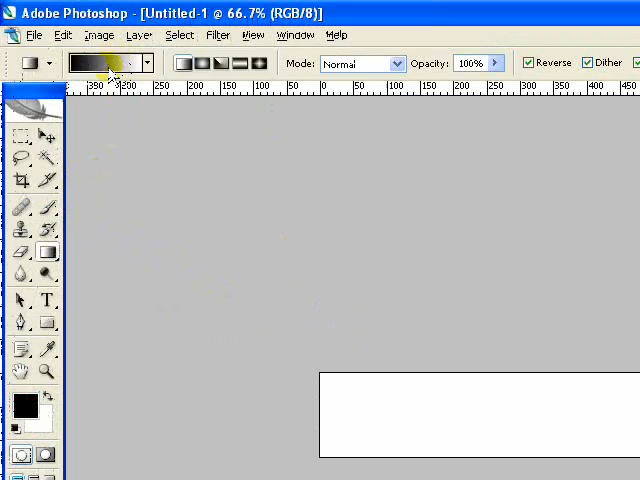 Adobe Photoshop - [Untitled-1 @ 66.7% (RGB/8)]
File Edit Image Layer Select Filter View Window Help
Mode: Normal Opacity: 100% Reverse Dither
350 300 250 200 150 100 50 0 50 100 150 200 250 300 350 400 450
T